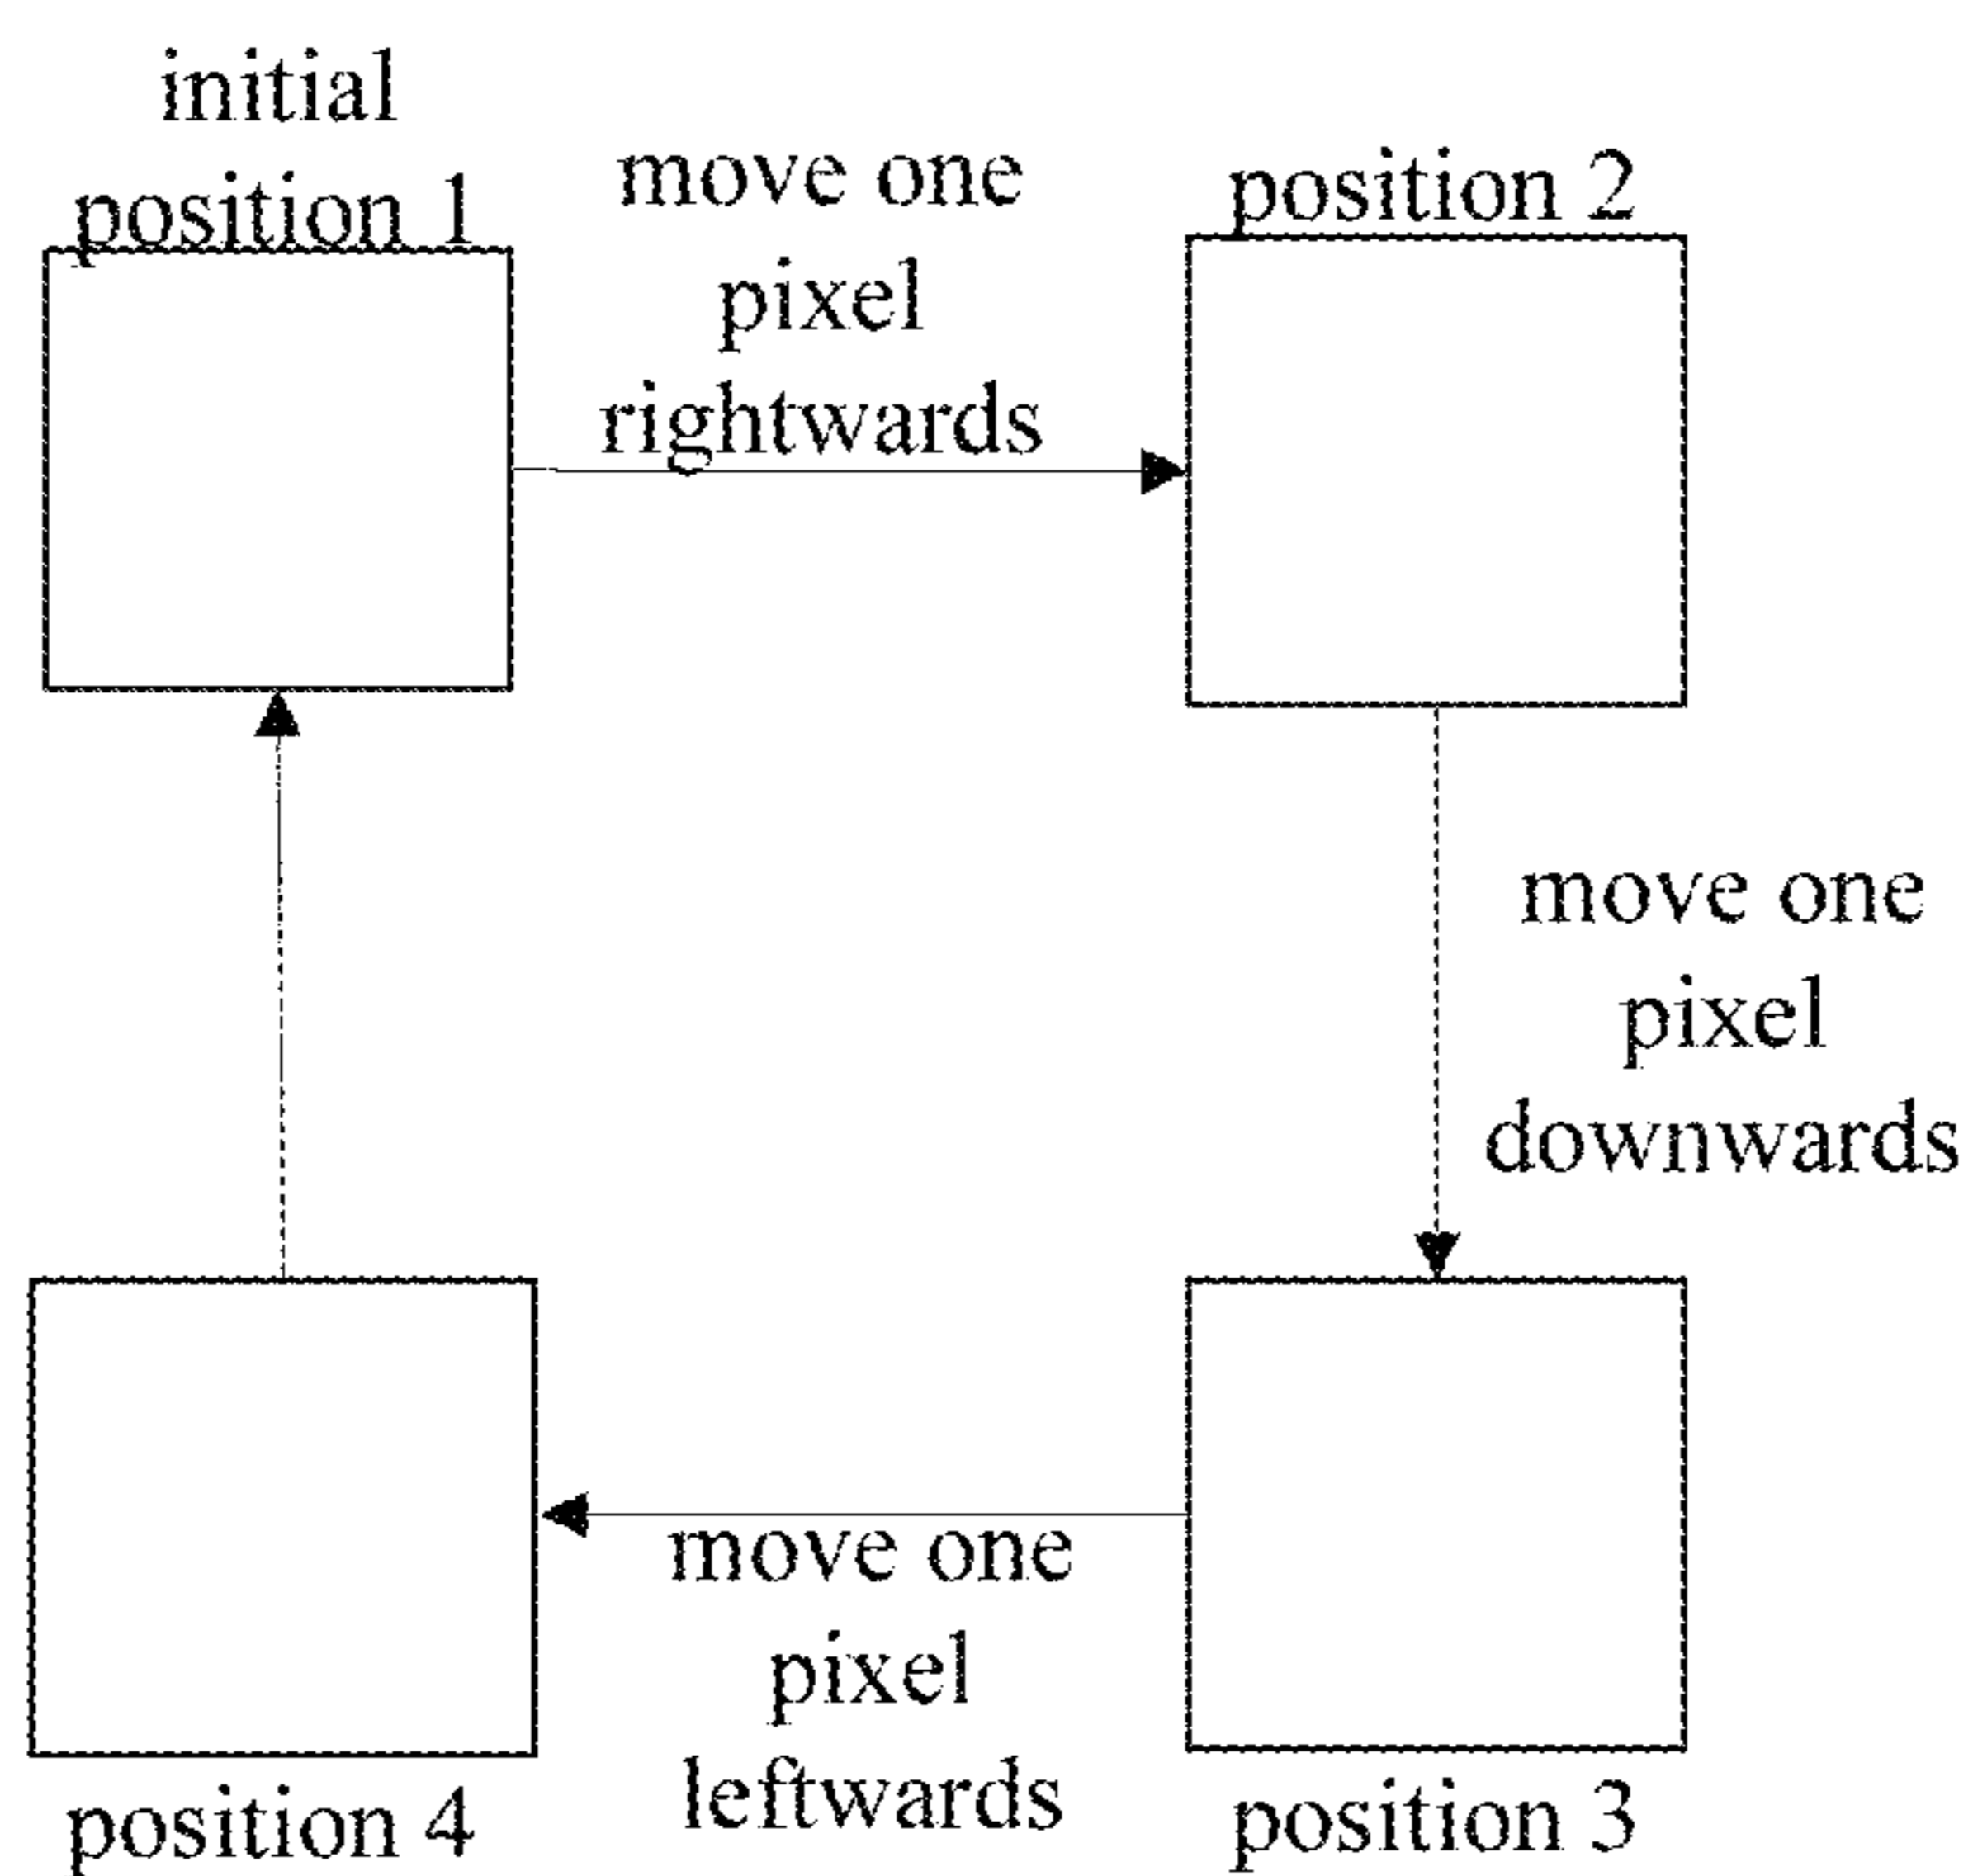 initial
position 1
move one
pixel
rightwards
position 2
move one
pixel
downwards
move one
pixel
leftwards
position 4
position 3